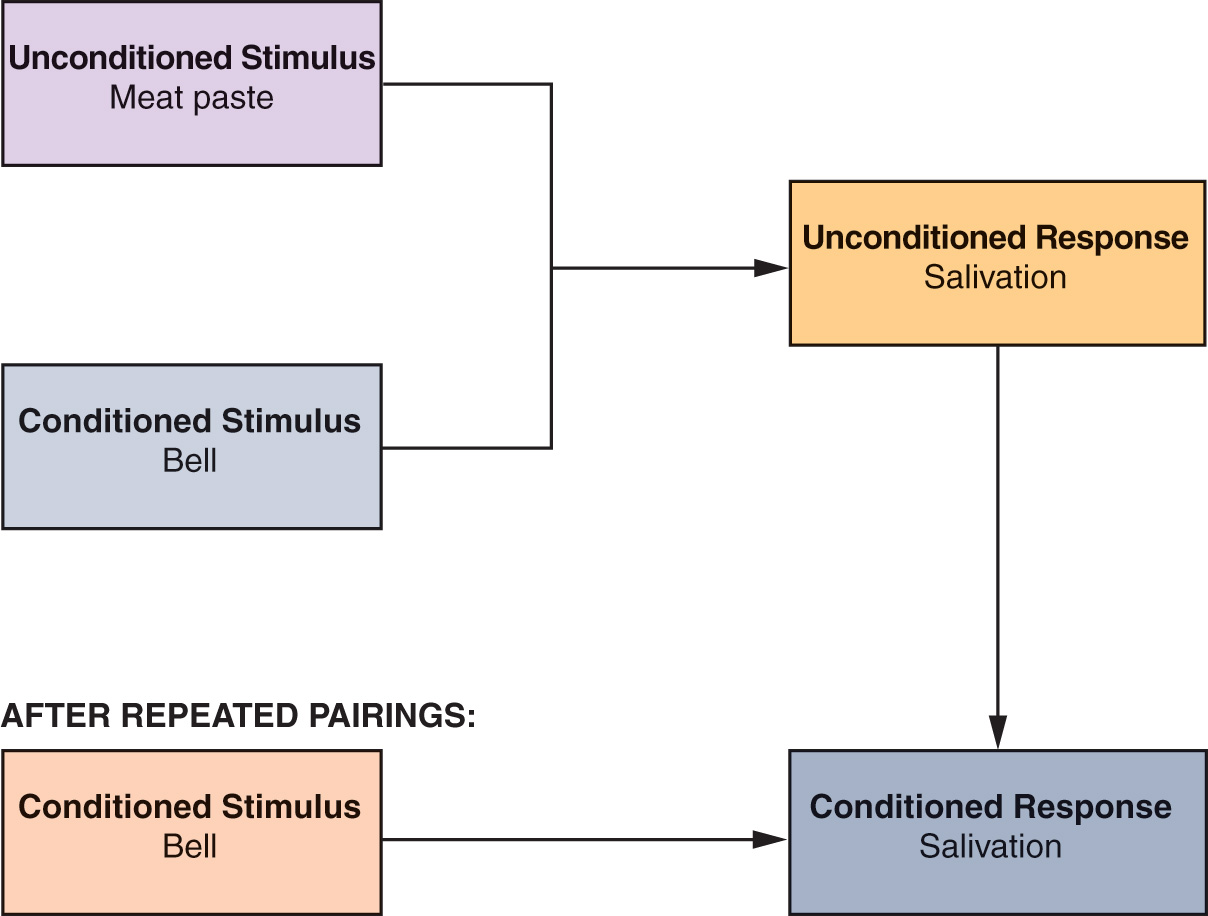 Unconditioned Stimulus
Meat paste
Unconditioned Response
Salivation
Conditioned Stimulus
Bell
AFTER REPEATED PAIRINGS:
Conditioned Stimulus
Bell
Conditioned Response
Salivation